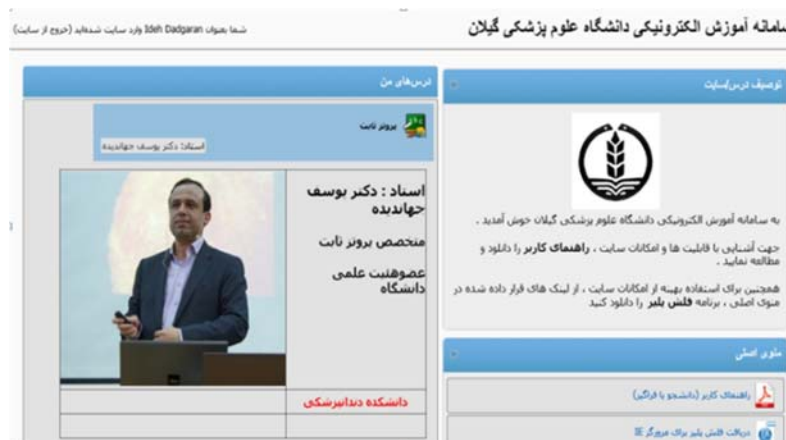 سامانه آموزش الکترونیکی دانشگاه علوم پزشکی گیلان
شما بعنوان Ideh Dadgaran وارد سایت شده‌اید (خروج از سایت)
توصیف درس/سایت
به سامانه آموزش الکترونیکی دانشگاه علوم پزشکی گیلان خوش آمدید .
جهت آشنایی با قابلیت ها و امکانات سایت ، راهنمای کاربر را دانلود و
مطالعه نمایید .
همچنین برای استفاده بهینه از امکانات سایت ، از لینک های قرار داده شده در
منوی اصلی ، برنامه فلش پلیر را دانلود کنید
منوی اصلی
راهنمای کاربر (دانشجو یا فراگیر)
دریافت فلش پلیر برای مرورگر IE
درس‌های من
پروتز ثابت
استاد: دکتر یوسف جهاندیده
استاد : دکتر یوسف
جهاندیده
متخصص پروتز ثابت
عضوهئیت علمی
دانشگاه
دانشکده دندانپزشکی